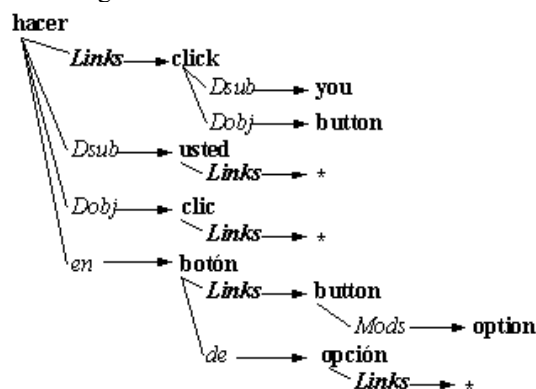 hacer
Links click
Dsub you
Dobj button
Dsub usted
Links *
Dobj clic
Links *
en botón
Links button
Mods option
de opción
Links *